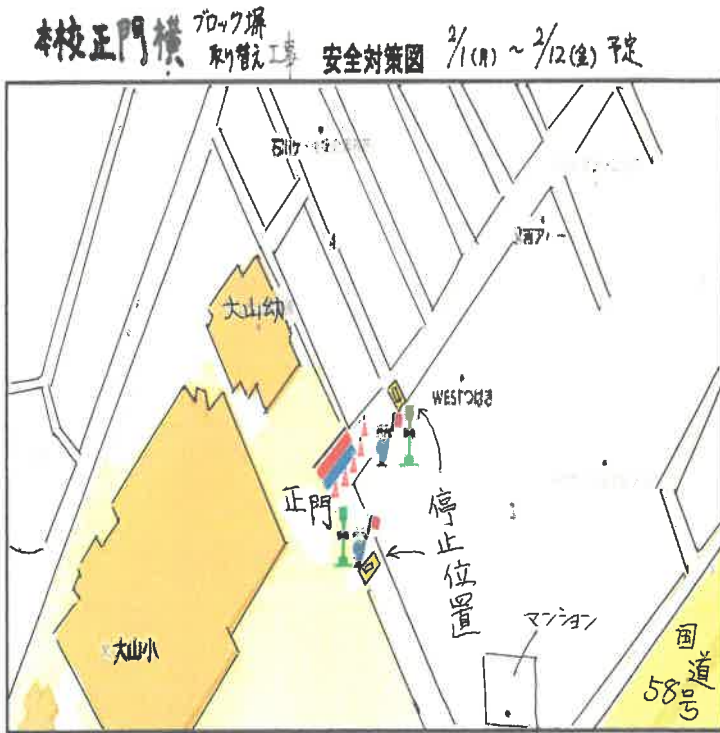 本校正門横 ブロック塀取り替え工事 安全対策図 2/1(月) ~ 2/12(金) 予定
大山幼
WESTつばき
正門
停止位置
大山小
マンション
国道58号